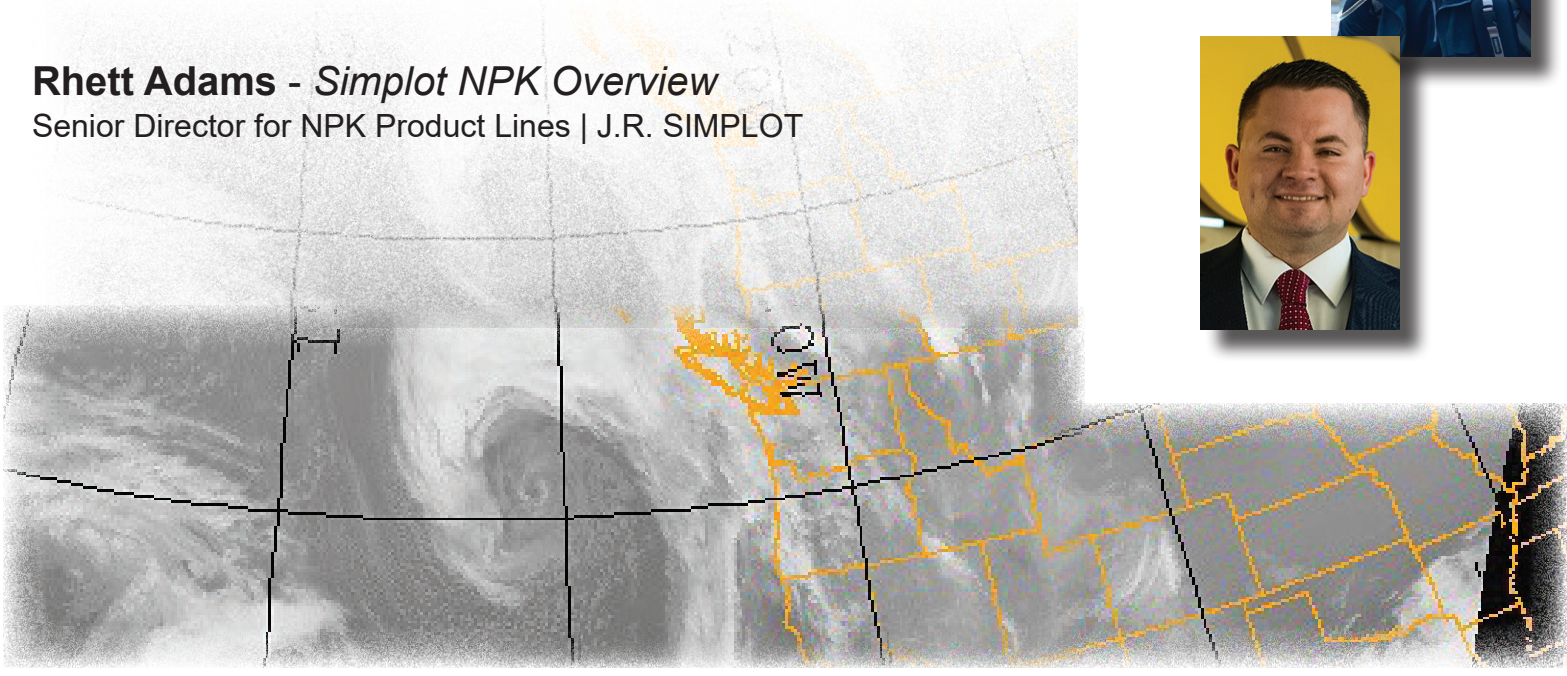 Rhett Adams - Simplot NPK Overview
Senior Director for NPK Product Lines | J.R. SIMPLOT